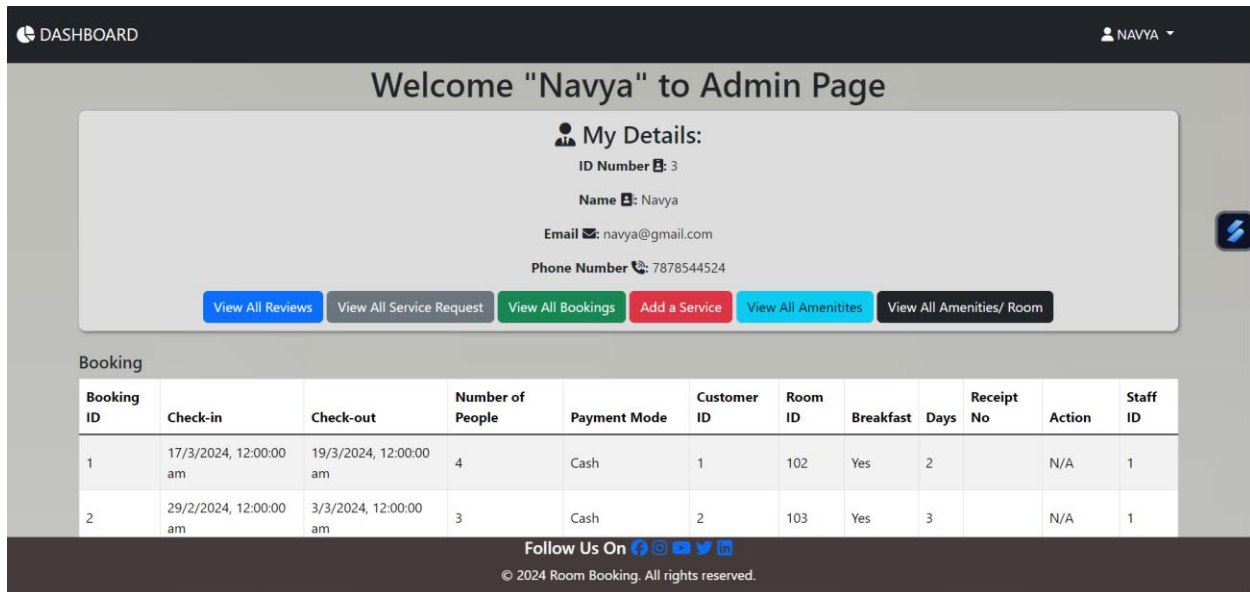 DASHBOARD
NAVYA
Welcome "Navya" to Admin Page
My Details:
ID Number : 3
Name : Navya
Email : navya@gmail.com
Phone Number : 7878544524
View All Reviews View All Service Request View All Bookings Add a Service View All Amenitites View All Amenities/ Room
Booking
Booking ID Check-in Check-out Number of People Payment Mode Customer ID Room ID Breakfast Days Receipt No Action Staff ID
1 17/3/2024, 12:00:00 am 19/3/2024, 12:00:00 am 4 Cash 1 102 Yes 2 N/A 1
2 29/2/2024, 12:00:00 am 3/3/2024, 12:00:00 am 3 Cash 2 103 Yes 3 N/A 1
Follow Us On
© 2024 Room Booking. All rights reserved.